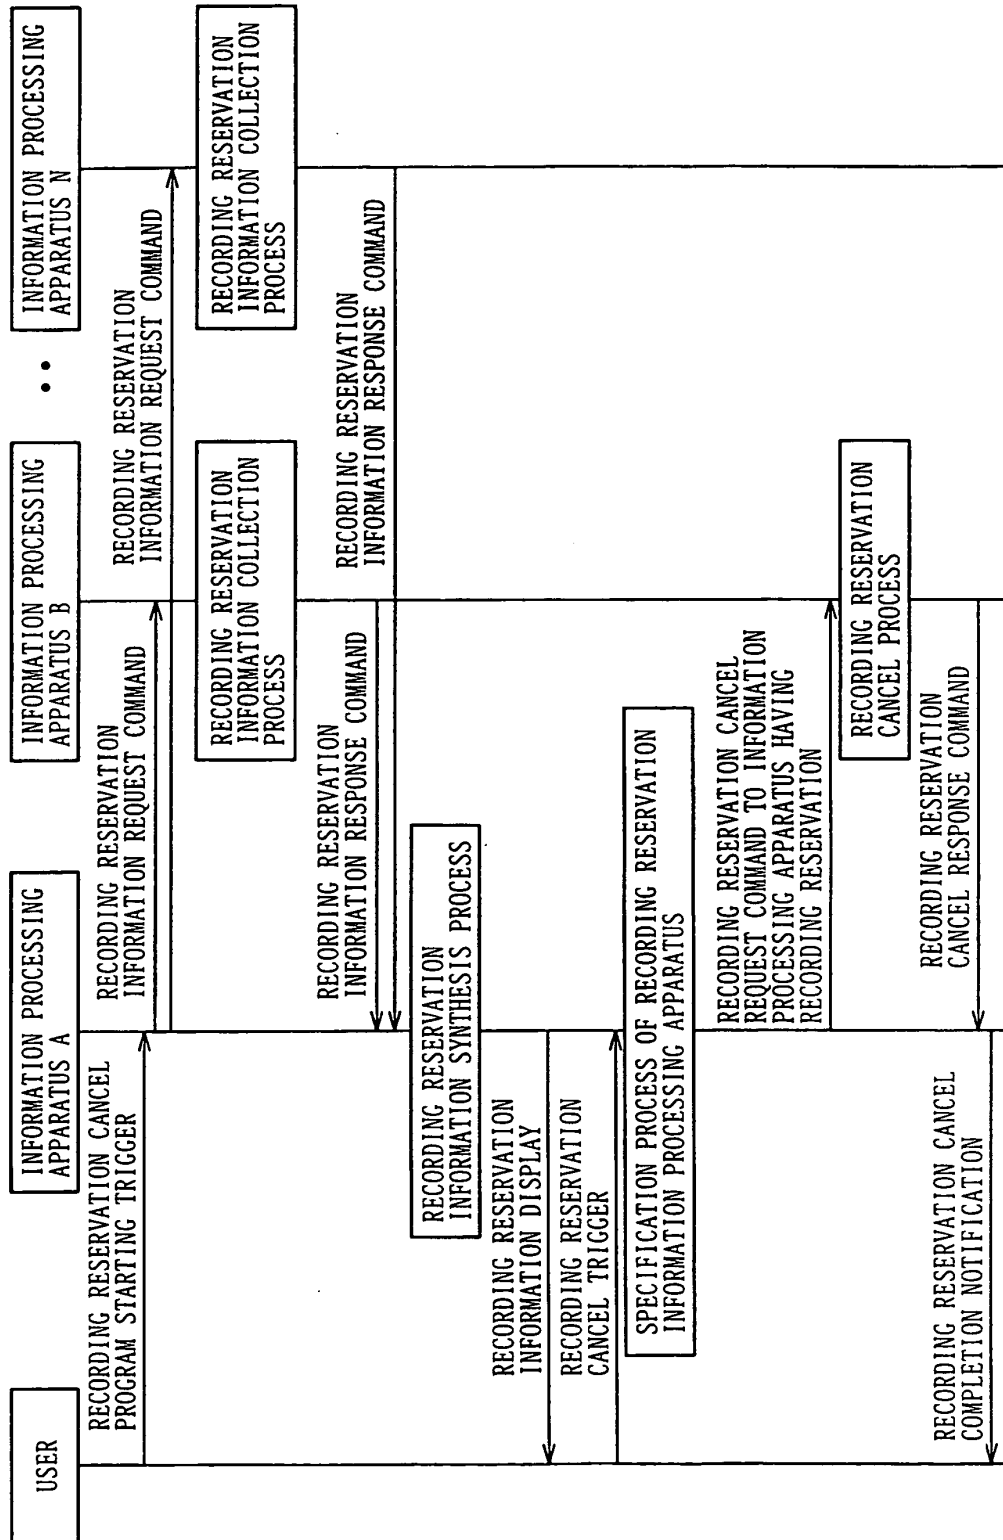 USER
INFORMATION PROCESSING
APPARATUS A
INFORMATION PROCESSING
APPARATUS B
INFORMATION PROCESSING
APPARATUS N
RECORDING RESERVATION CANCEL
PROGRAM STARTING TRIGGER
RECORDING RESERVATION
INFORMATION REQUEST COMMAND
RECORDING RESERVATION
INFORMATION REQUEST COMMAND
RECORDING RESERVATION
INFORMATION COLLECTION
PROCESS
RECORDING RESERVATION
INFORMATION COLLECTION
PROCESS
RECORDING RESERVATION
INFORMATION RESPONSE COMMAND
RECORDING RESERVATION
INFORMATION RESPONSE COMMAND
RECORDING RESERVATION
INFORMATION SYNTHESIS PROCESS
RECORDING RESERVATION
INFORMATION DISPLAY
RECORDING RESERVATION
CANCEL TRIGGER
SPECIFICATION PROCESS OF RECORDING RESERVATION
INFORMATION PROCESSING APPARATUS
RECORDING RESERVATION CANCEL
REQUEST COMMAND TO INFORMATION
PROCESSING APPARATUS HAVING
RECORDING RESERVATION
RECORDING RESERVATION
CANCEL PROCESS
RECORDING RESERVATION
CANCEL RESPONSE COMMAND
RECORDING RESERVATION CANCEL
COMPLETION NOTIFICATION